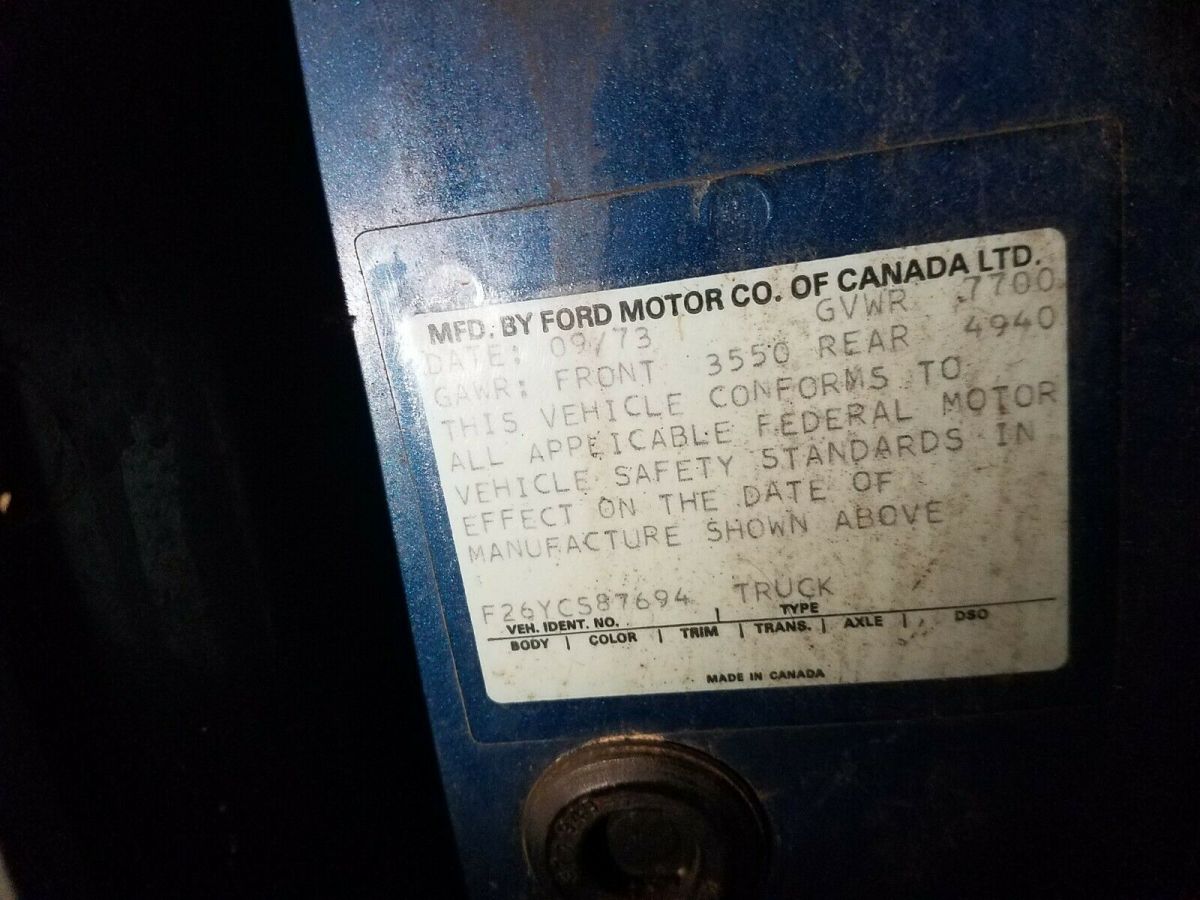 MFD. BY FORD MOTOR CO. OF CANADA LTD.
DATE: 09/73 GVWR 7700
GAWR: FRONT 3550 REAR 4940
THIS VEHICLE CONFORMS TO
ALL APPLICABLE FEDERAL MOTOR
VEHICLE SAFETY STANDARDS IN
EFFECT ON THE DATE OF
MANUFACTURE SHOWN ABOVE
F26YCS87694 TRUCK
VEH. IDENT. NO. | TYPE
BODY | COLOR | TRIM | TRANS. | AXLE | DSO
MADE IN CANADA